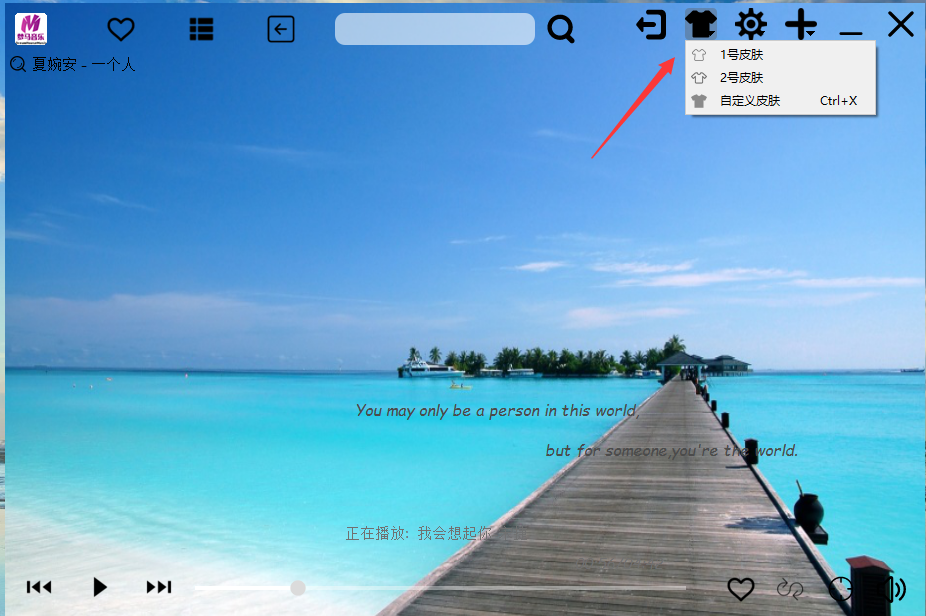 梦马音乐
1号皮肤
夏婉安 - 一个人
2号皮肤
自定义皮肤 Ctrl+X
You may only be a person in this world,
but for someone,you're the world.
正在播放: 我会想起你